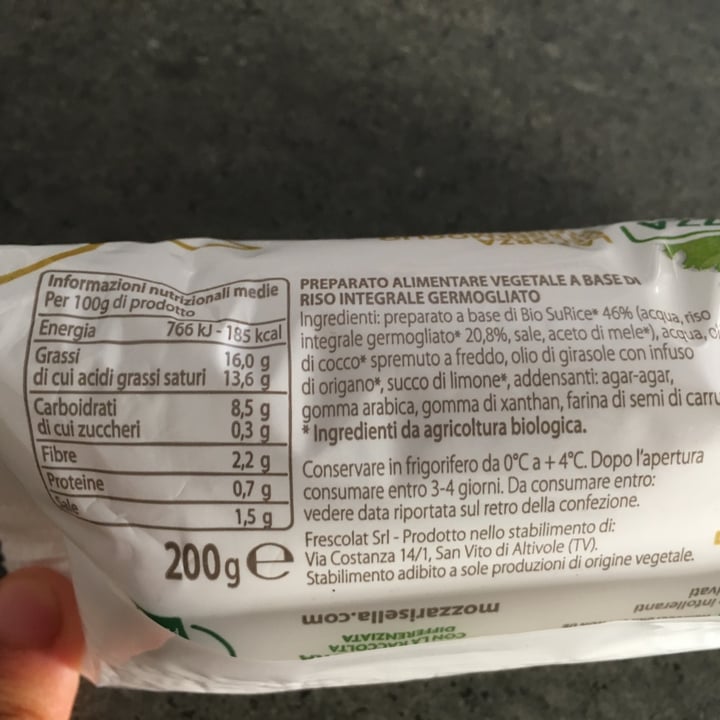 Informazioni nutrizionali medie
Per 100g di prodotto
Energia 766 kJ - 185 kcal
Grassi 16,0 g
di cui acidi grassi saturi 13,6 g
Carboidrati 8,5 g
di cui zuccheri 0,3 g
Fibre 2,2 g
Proteine 0,7 g
Sale 1,5 g
200g e
PREPARATO ALIMENTARE VEGETALE A BASE DI
RISO INTEGRALE GERMOGLIATO
Ingredienti: preparato a base di Bio SuRice* 46% (acqua, riso
integrale germogliato* 20,8%, sale, aceto di mele*), acqua,
di cocco* spremuto a freddo, olio di girasole con infuso
di origano*, succo di limone*, addensanti: agar-agar,
gomma arabica, gomma di xanthan, farina di semi di
* Ingredienti da agricoltura biologica.
Conservare in frigorifero da 0°C a + 4°C. Dopo l'apertura
consumare entro 3-4 giorni. Da consumare entro:
vedere data riportata sul retro della confezione.
Frescolat Srl - Prodotto nello stabilimento di:
Via Costanza 14/1, San Vito di Altivole (TV).
Stabilimento adibito a sole produzioni di origine vegetale.
mozzarisella.com
CON LA RACCOLTA
DIFFERENZIATA
intolleranti